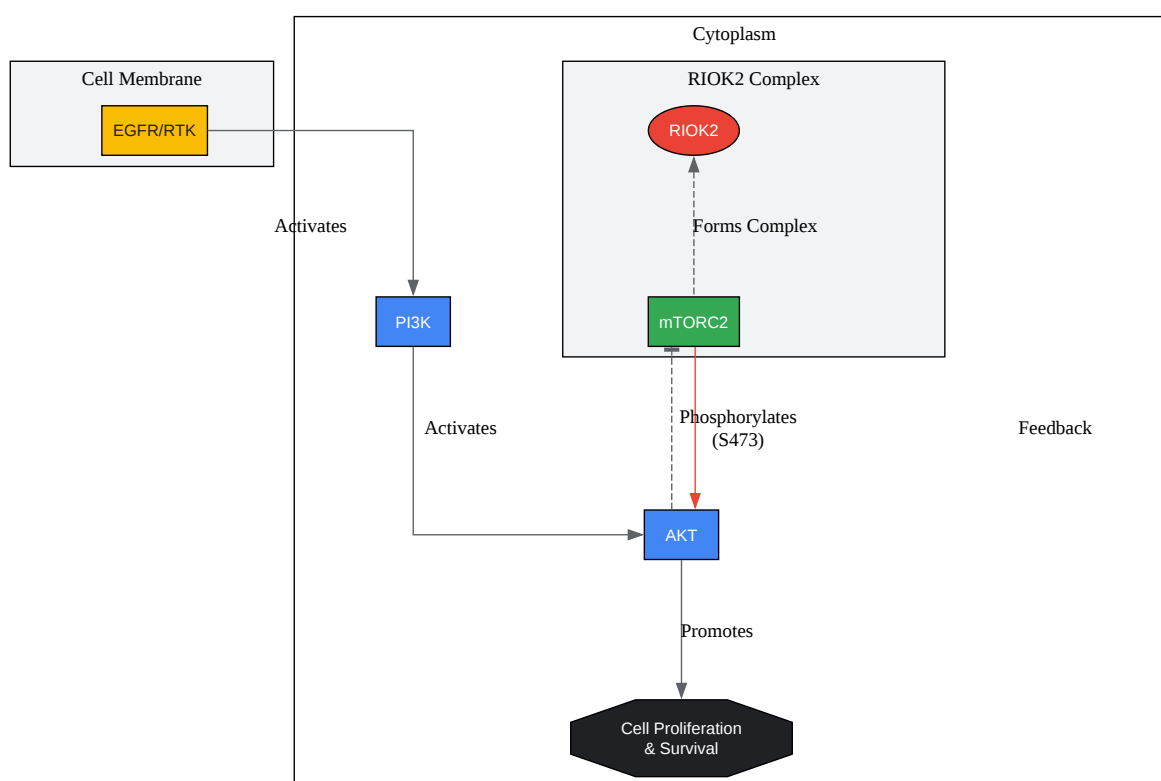 Cytoplasm
Cell Membrane
RIOK2 Complex
EGFR/RTK
RIOK2
Activates
Forms Complex
PI3K
mTORC2
Activates
Phosphorylates
(S473)
Feedback
AKT
Promotes
Cell Proliferation
& Survival